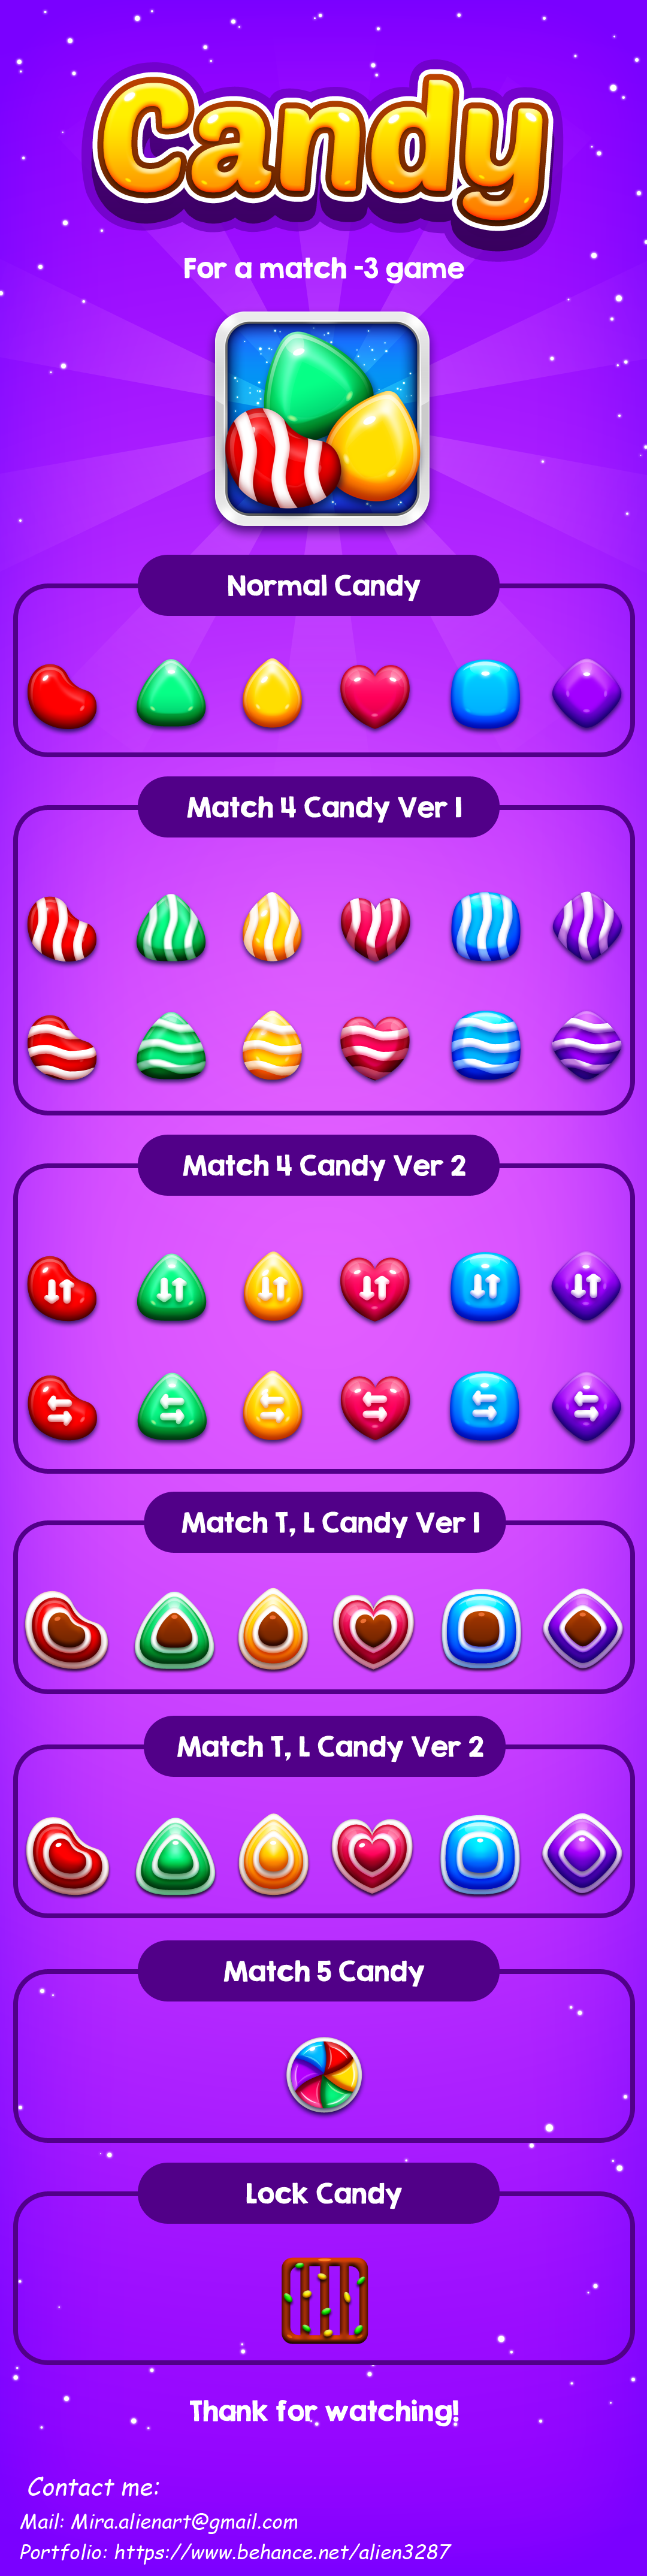 Candy
For a match -3 game
Normal Candy
Match 4 Candy Ver 1
Match 4 Candy Ver 2
Match T, L Candy Ver 1
Match T, L Candy Ver 2
Match 5 Candy
Lock Candy
Thank for watching!
Contact me:
Mail: Mira.alienart@gmail.com
Portfolio: https://www.behance.net/alien3287